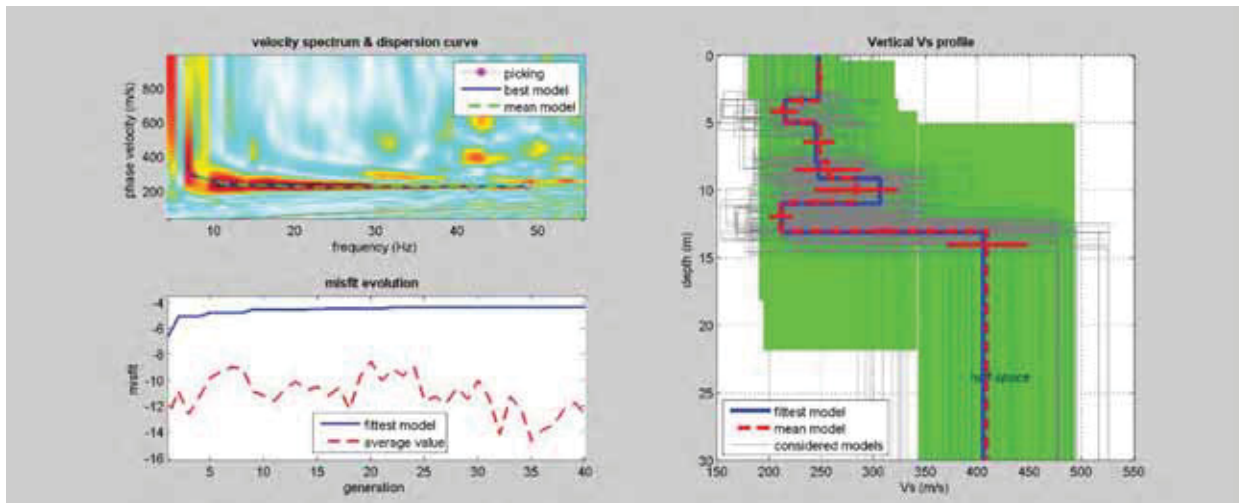 velocity spectrum & dispersion curve
800
600
400
200
phase velocity (m/s)
picking
best model
mean model
10
20
30
40
50
frequency (Hz)
misfit evolution
-4
-6
-8
-10
-12
-14
-16
misfit
fittest model
average value
5
10
15
20
25
30
35
40
generation
Vertical Vs profile
0
5
10
15
20
25
30
depth (m)
half-space
fittest model
mean model
considered models
150
200
250
300
350
400
450
500
550
Vs (m/s)